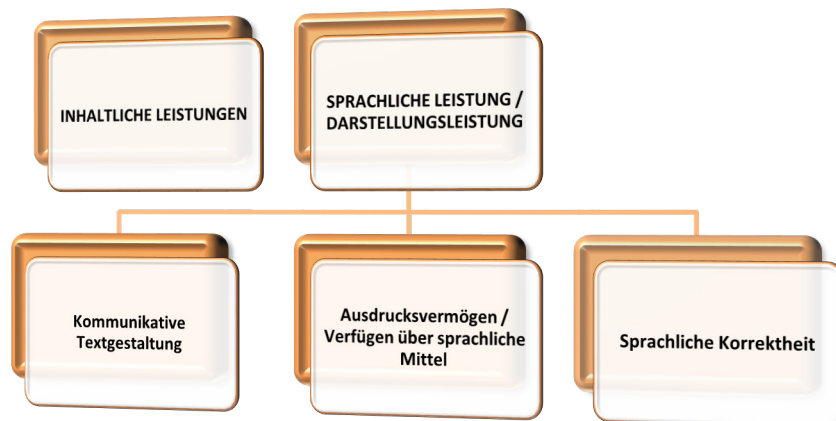 INHALTLICHE LEISTUNGEN
SPRACHLICHE LEISTUNG /
DARSTELLUNGSLEISTUNG
Kommunikative
Textgestaltung
Ausdrucksvermögen /
Verfügen über sprachliche
Mittel
Sprachliche Korrektheit